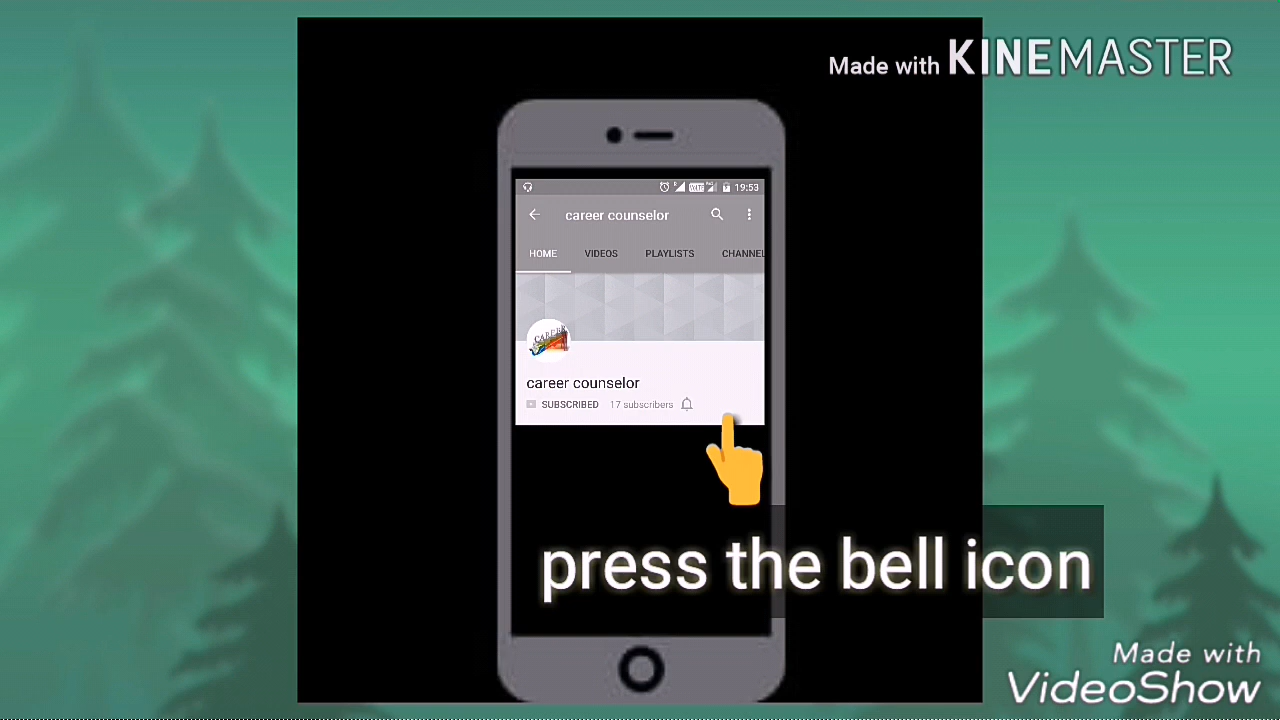 Made with KINEMASTER
19:53
career counselor
HOME VIDEOS PLAYLISTS CHANNEL
CAREER
career counselor
SUBSCRIBED 17 subscribers
press the bell icon
Made with
VideoShow